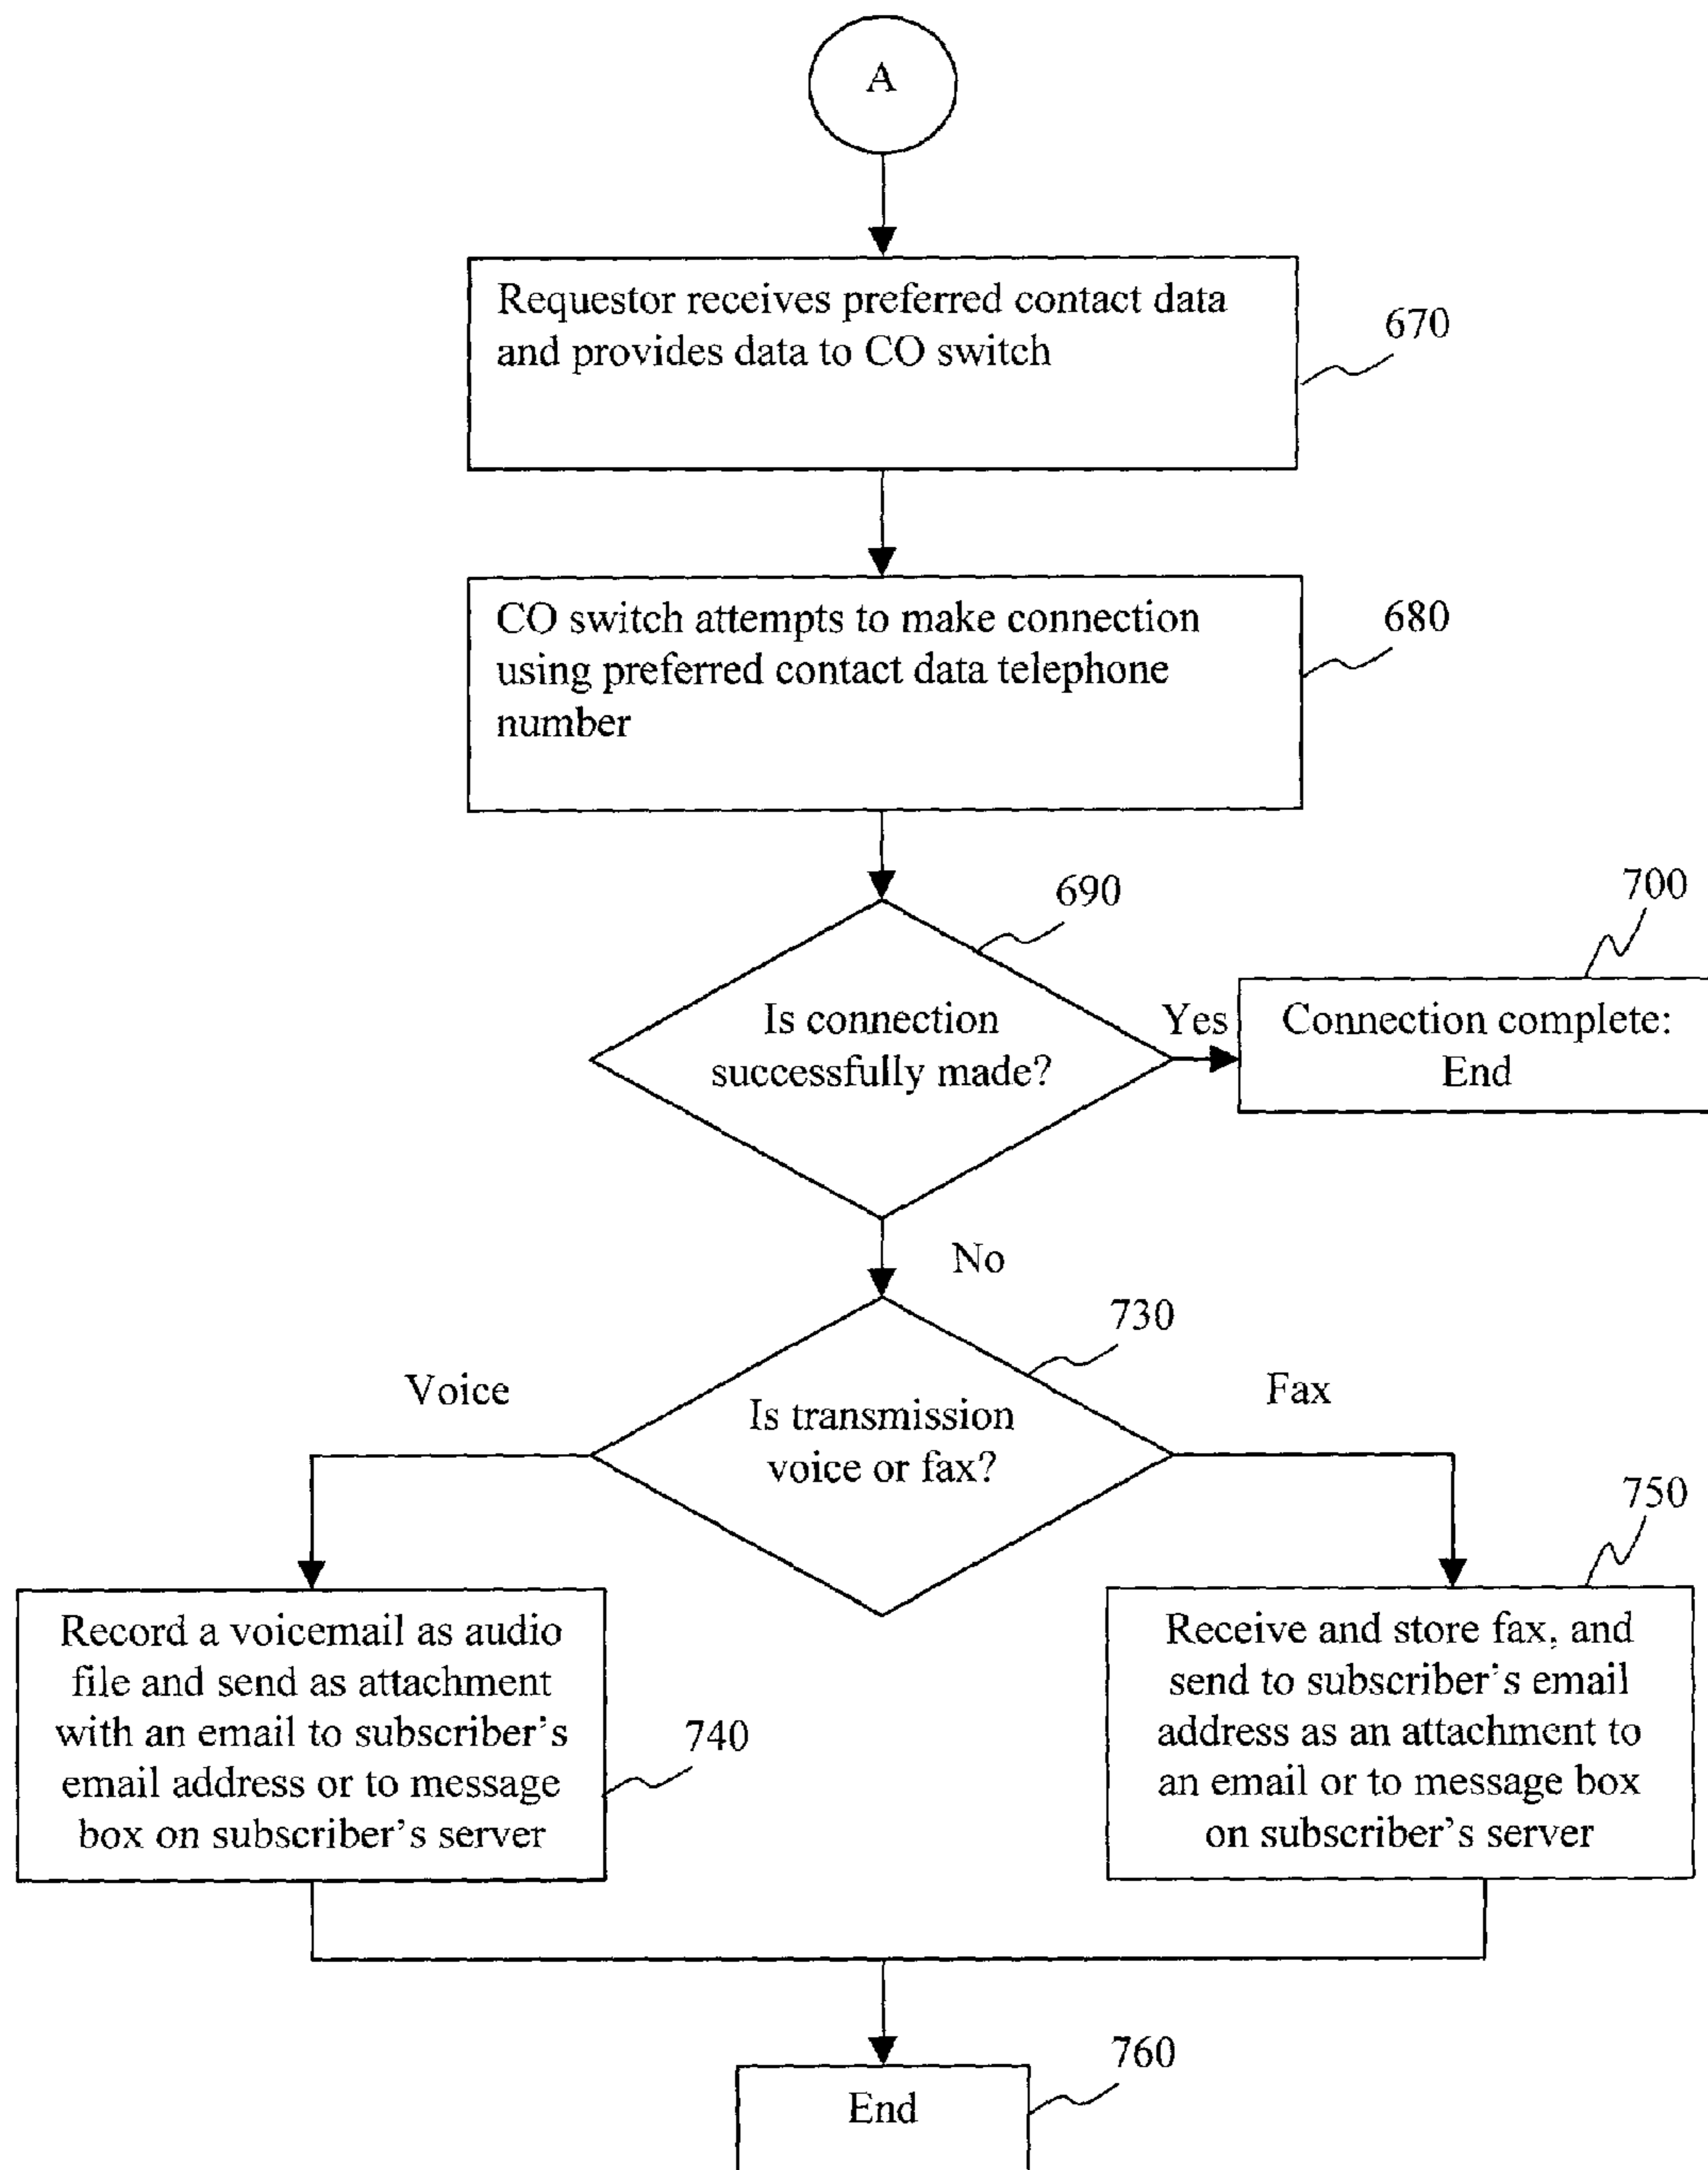 A
Requestor receives preferred contact data
and provides data to CO switch
670
CO switch attempts to make connection
using preferred contact data telephone
number
680
690
700
Is connection
successfully made?
Yes
Connection complete:
End
No
730
Voice
Fax
Is transmission
voice or fax?
750
Record a voicemail as audio
file and send as attachment
with an email to subscriber's
email address or to message
box on subscriber's server
740
Receive and store fax, and
send to subscriber's email
address as an attachment to
an email or to message box
on subscriber's server
760
End